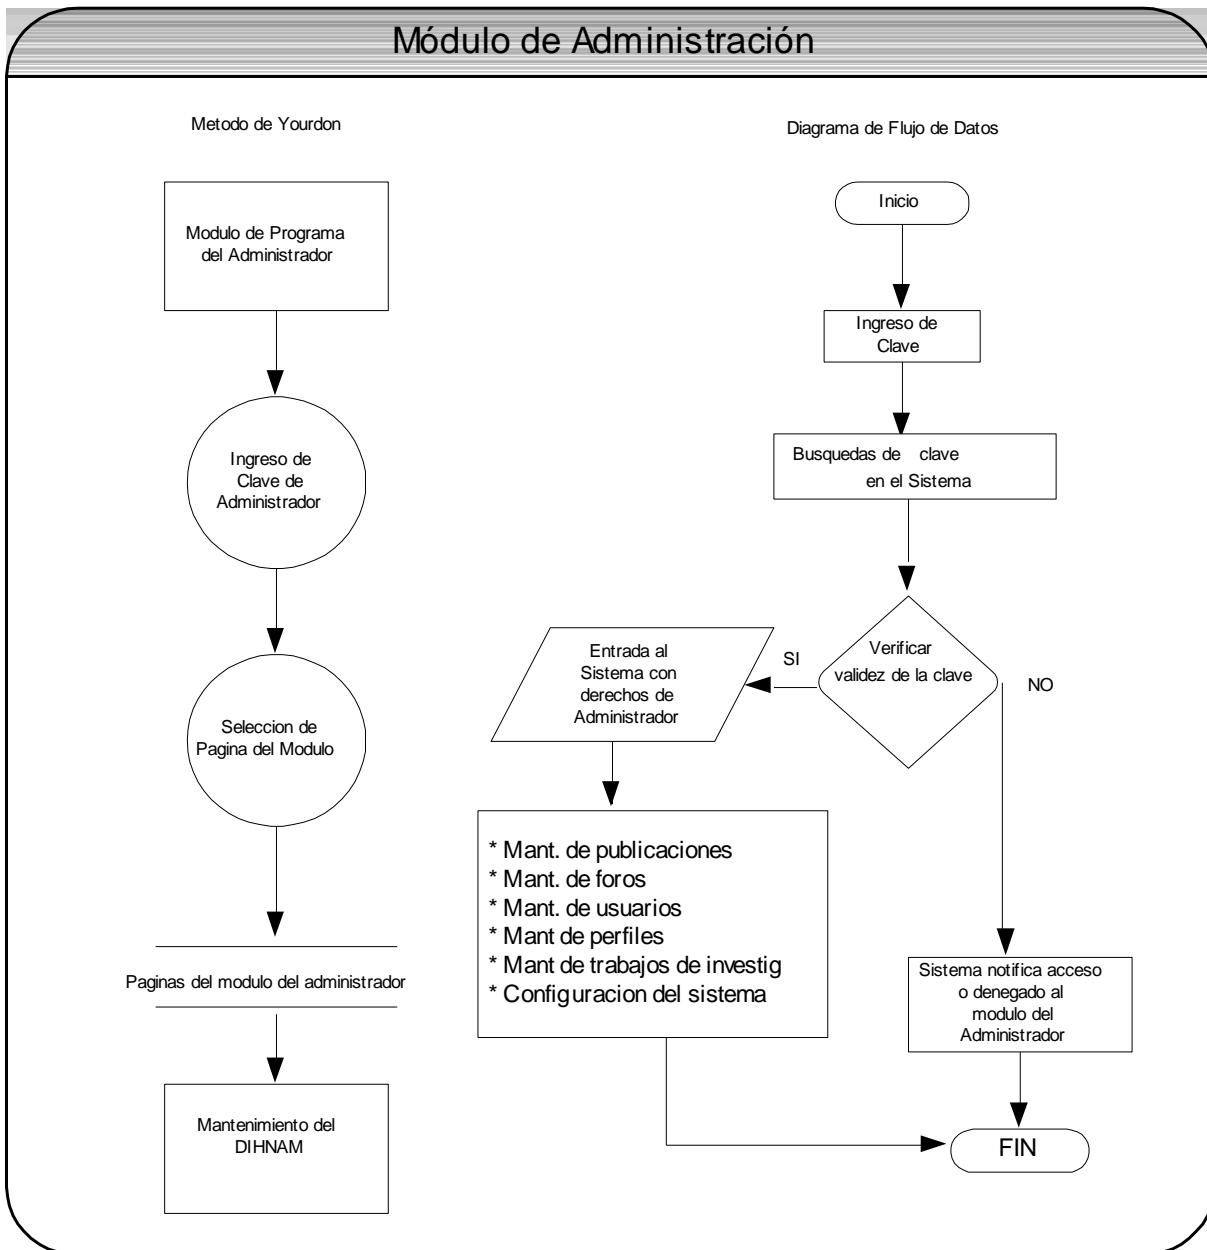 Módulo de Administración
Metodo de Yourdon
Modulo de Programa
del Administrador
Ingreso de
Clave de
Administrador
Seleccion de
Pagina del Modulo
Paginas del modulo del administrador
Mantenimiento del
DIHNAM
Diagrama de Flujo de Datos
Inicio
Ingreso de
Clave
Busquedas de clave
en el Sistema
Verificar
validez de la clave
SI
NO
Entrada al
Sistema con
derechos de
Administrador
* Mant. de publicaciones
* Mant. de foros
* Mant. de usuarios
* Mant de perfiles
* Mant de trabajos de investig
* Configuracion del sistema
Sistema notifica acceso
o denegado al
modulo del
Administrador
FIN